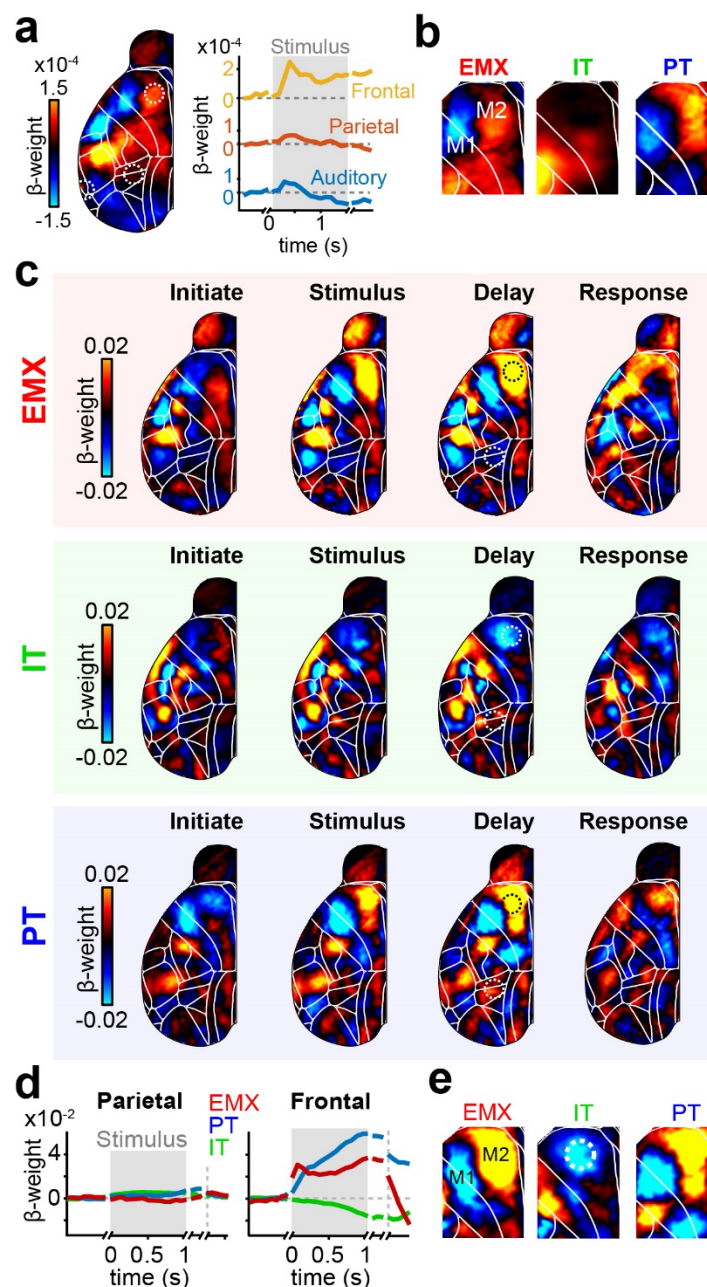 a
b
x10⁻⁴
1.5
β-weight
-1.5
x10⁻⁴
Stimulus
2
0
Frontal
1
0
Parietal
1
0
Auditory
β-weight
0 1
time (s)
EMX IT PT
M2
M1
c
EMX
Initiate Stimulus Delay Response
0.02
β-weight
-0.02
IT
Initiate Stimulus Delay Response
0.02
β-weight
-0.02
PT
Initiate Stimulus Delay Response
0.02
β-weight
-0.02
d
x10⁻²
Parietal
EMX
PT
IT
Frontal
Stimulus
4
0
β-weight
0 0.5 1
time (s)
4
0
0 0.5 1
time (s)
e
EMX IT PT
M2
M1